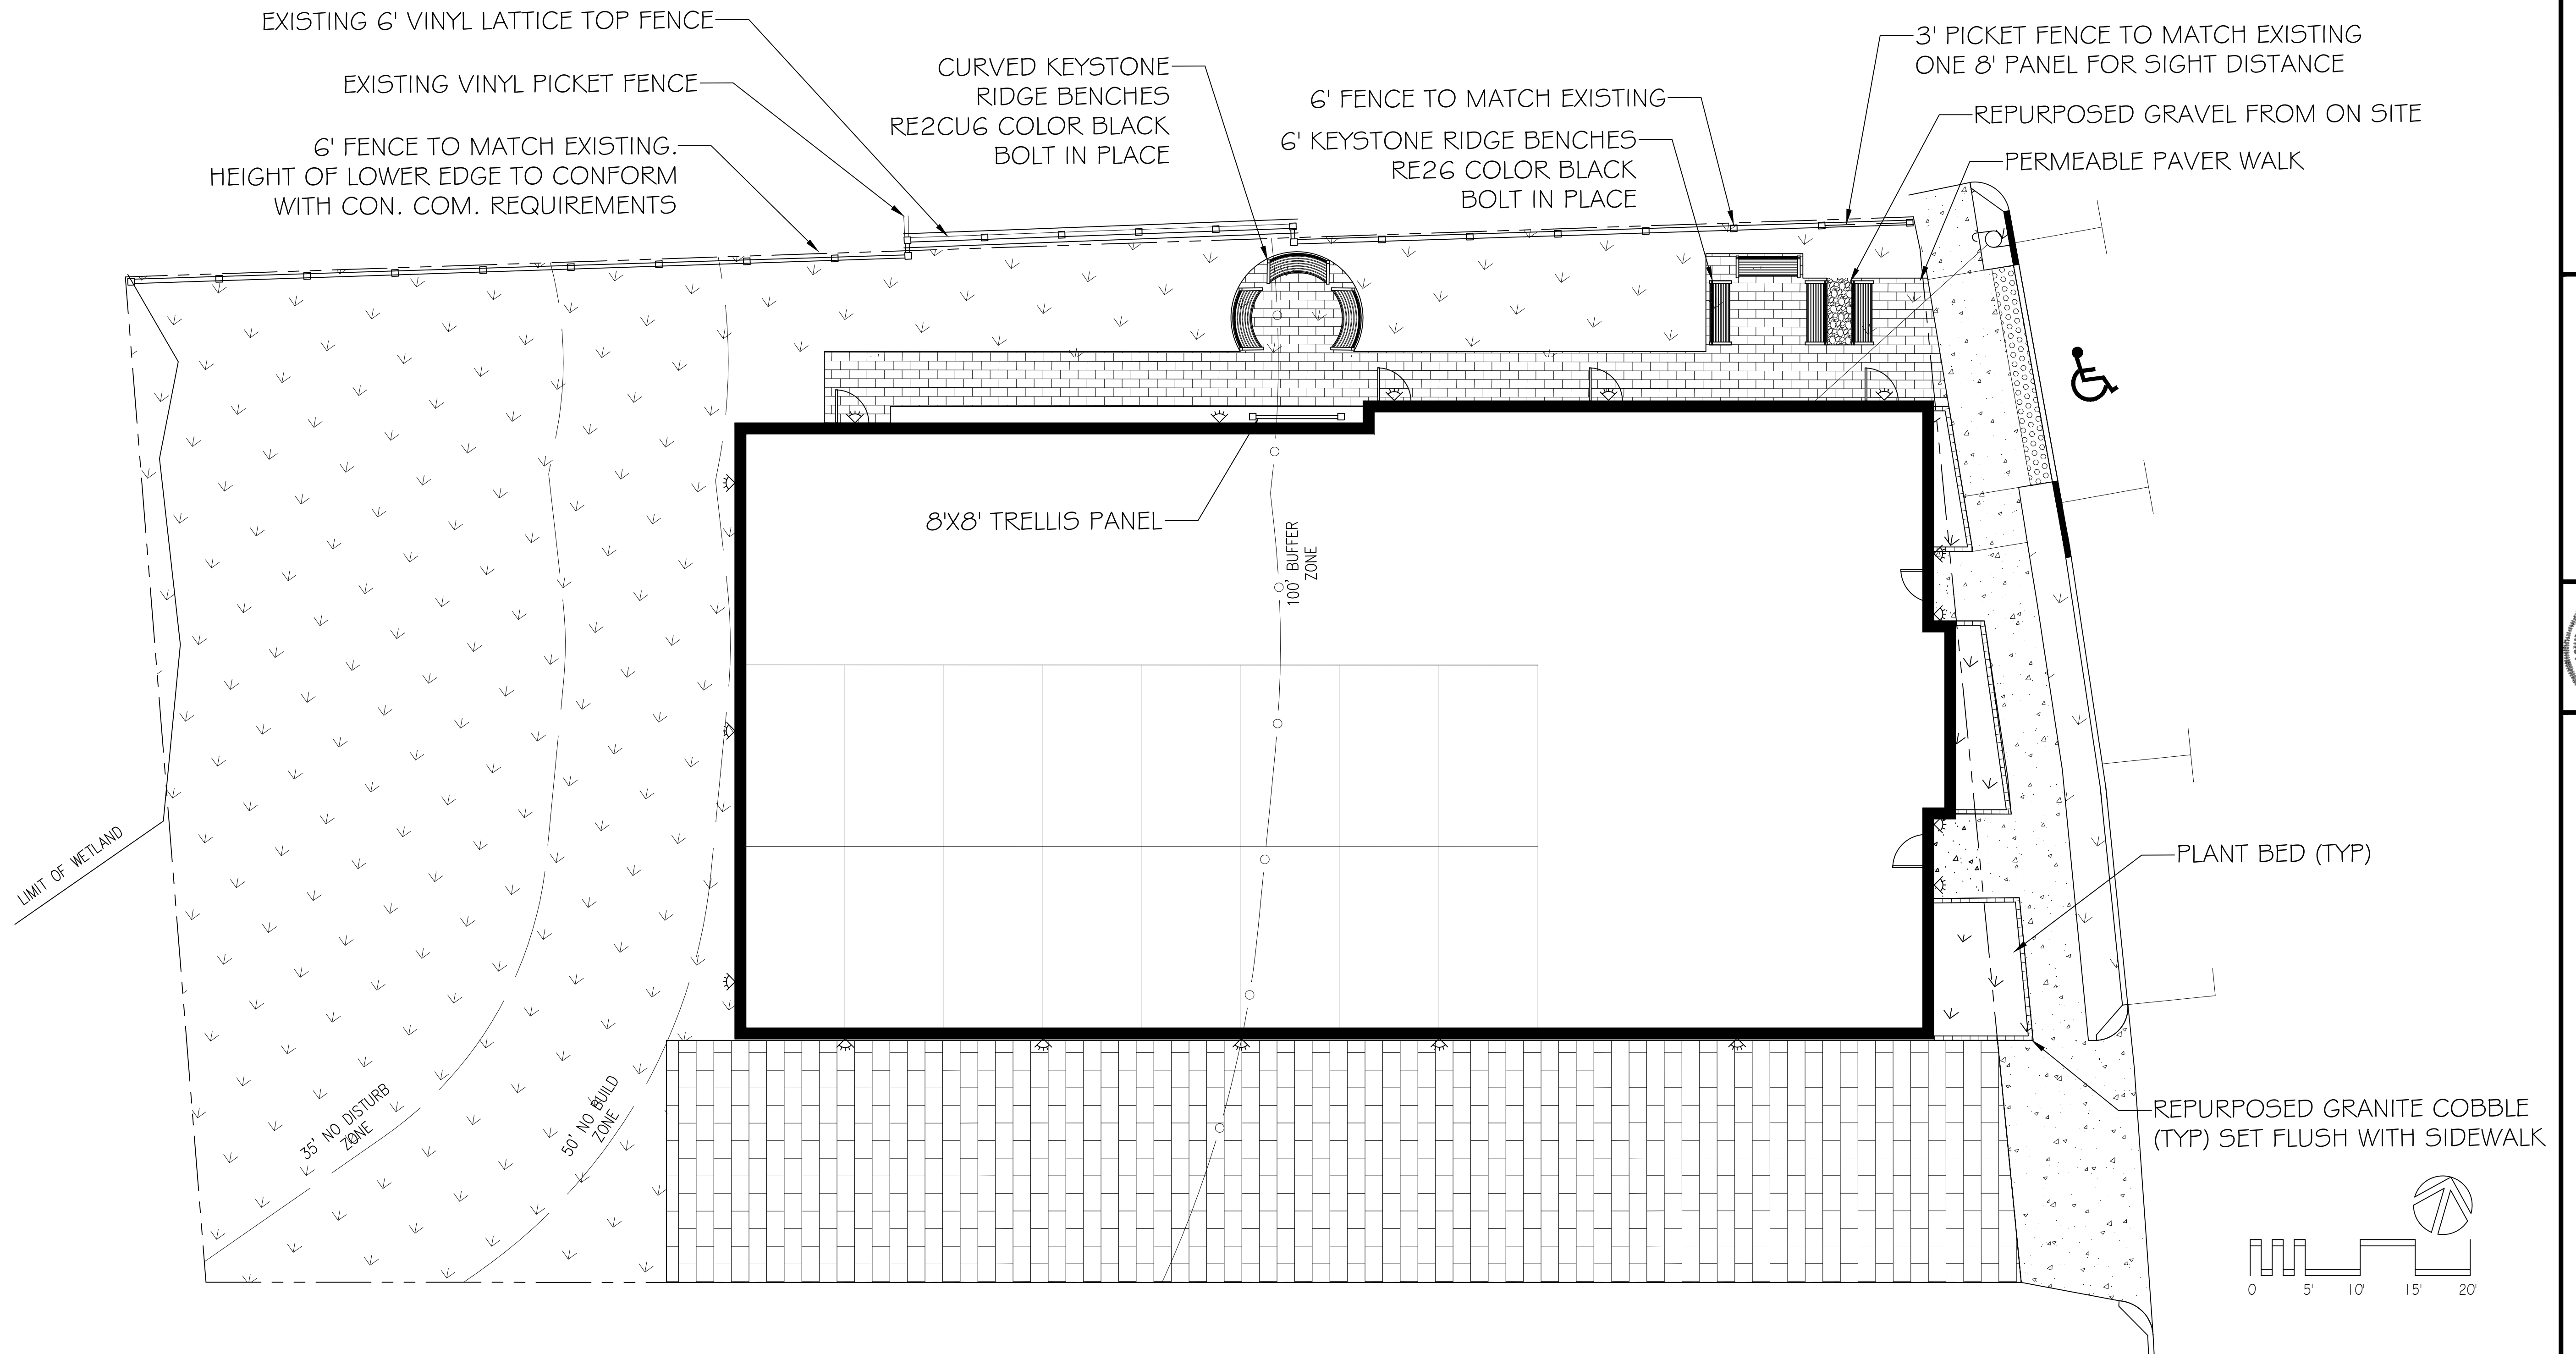 EXISTING 6' VINYL LATTICE TOP FENCE
EXISTING VINYL PICKET FENCE
6' FENCE TO MATCH EXISTING.
HEIGHT OF LOWER EDGE TO CONFORM
WITH CON. COM. REQUIREMENTS
CURVED KEYSTONE
RIDGE BENCHES
RE2CU6 COLOR BLACK
BOLT IN PLACE
6' FENCE TO MATCH EXISTING
6' KEYSTONE RIDGE BENCHES
RE26 COLOR BLACK
BOLT IN PLACE
3' PICKET FENCE TO MATCH EXISTING
ONE 8' PANEL FOR SIGHT DISTANCE
REPURPOSED GRAVEL FROM ON SITE
PERMEABLE PAVER WALK
8'X8' TRELLIS PANEL
100' BUFFER
ZONE
LIMIT OF WETLAND
35' NO DISTURB
ZONE
50' NO BUILD
ZONE
PLANT BED (TYP)
REPURPOSED GRANITE COBBLE
(TYP) SET FLUSH WITH SIDEWALK
0 5' 10' 15' 20'